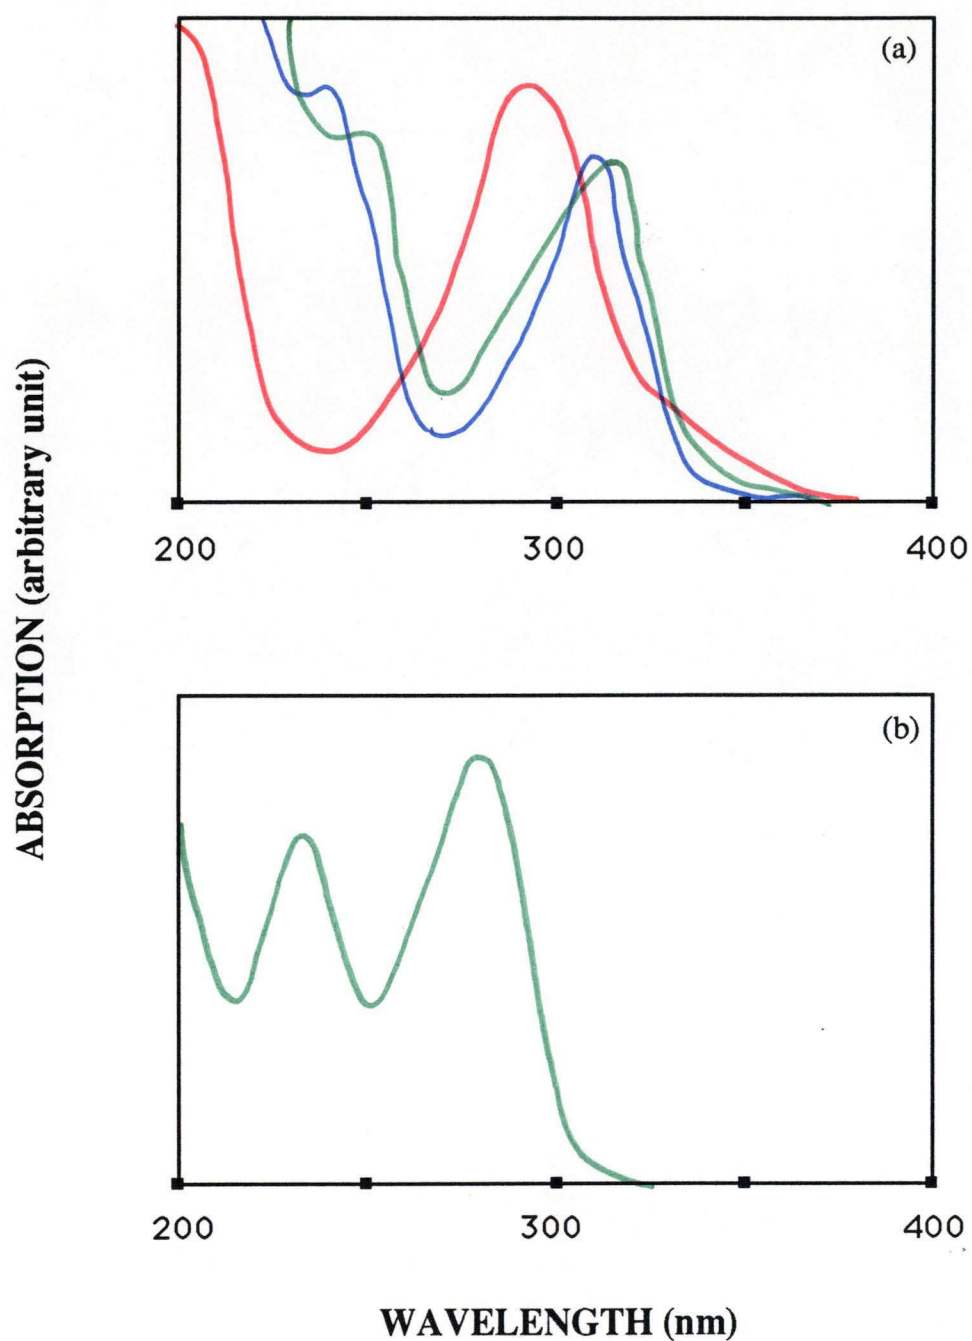 (a)
200 300 400
ABSORPTION (arbitrary unit)
(b)
200 300 400
WAVELENGTH (nm)